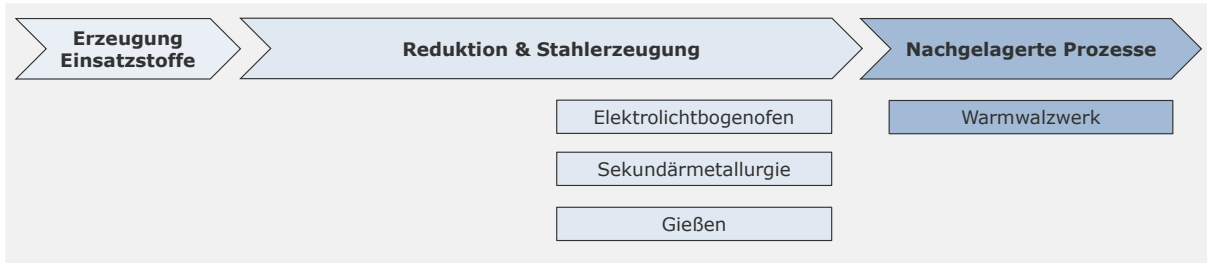 Erzeugung
Einsatzstoffe
Reduktion & Stahlerzeugung
Nachgelagerte Prozesse
Elektrolichtbogenofen
Warmwalzwerk
Sekundärmetallurgie
Gießen